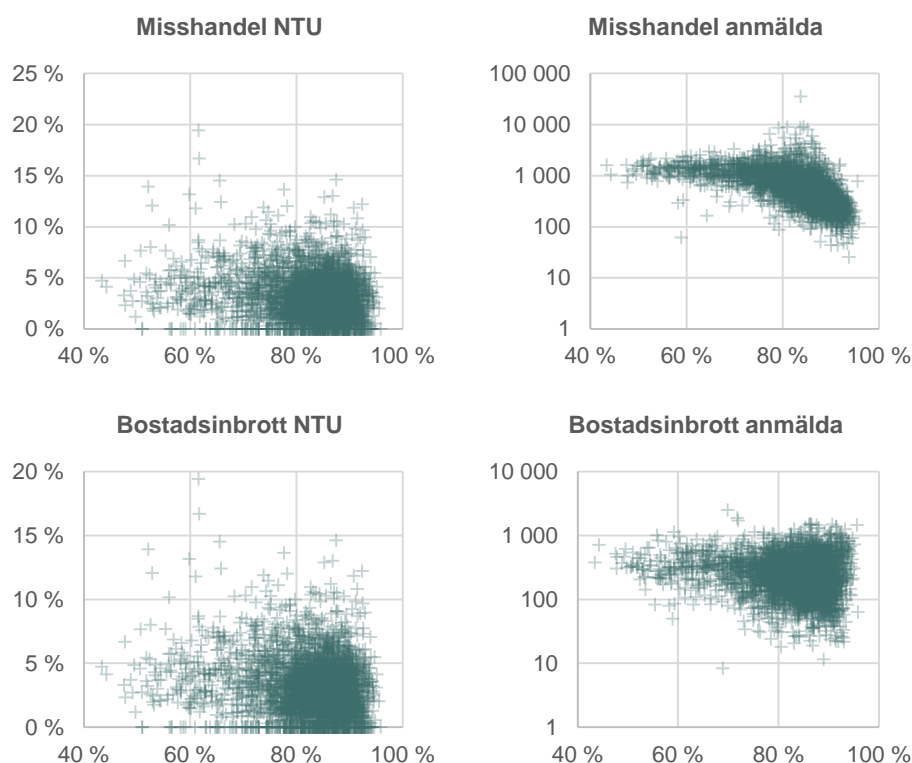 Misshandel NTU
25 %
20 %
15 %
10 %
5 %
0 %
40 % 60 % 80 % 100 %
Misshandel anmälda
100 000
10 000
1 000
100
10
1
40 % 60 % 80 % 100 %
Bostadsinbrott NTU
20 %
15 %
10 %
5 %
0 %
40 % 60 % 80 % 100 %
Bostadsinbrott anmälda
10 000
1 000
100
10
1
40 % 60 % 80 % 100 %